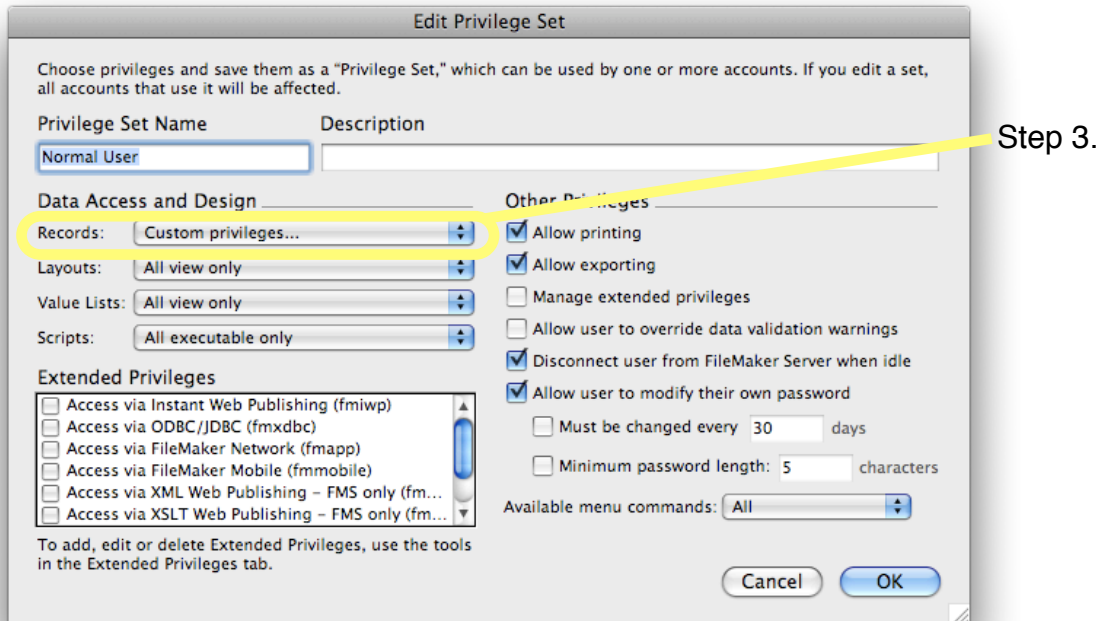 Edit Privilege Set
Choose privileges and save them as a “Privilege Set,” which can be used by one or more accounts. If you edit a set,
all accounts that use it will be affected.
Privilege Set Name Description
Normal User
Step 3.
Data Access and Design Other Privileges
Records: Custom privileges... Allow printing
Layouts: All view only Allow exporting
Value Lists: All view only Manage extended privileges
Scripts: All executable only Allow user to override data validation warnings
Disconnect user from FileMaker Server when idle
Extended Privileges Allow user to modify their own password
Access via Instant Web Publishing (fmiwp)
Access via ODBC/JDBC (fmxdbc) Must be changed every 30 days
Access via FileMaker Network (fmapp)
Access via FileMaker Mobile (fmmobile) Minimum password length: 5 characters
Access via XML Web Publishing – FMS only (fm...
Access via XSLT Web Publishing – FMS only (fm... Available menu commands: All
To add, edit or delete Extended Privileges, use the tools
in the Extended Privileges tab.
Cancel OK